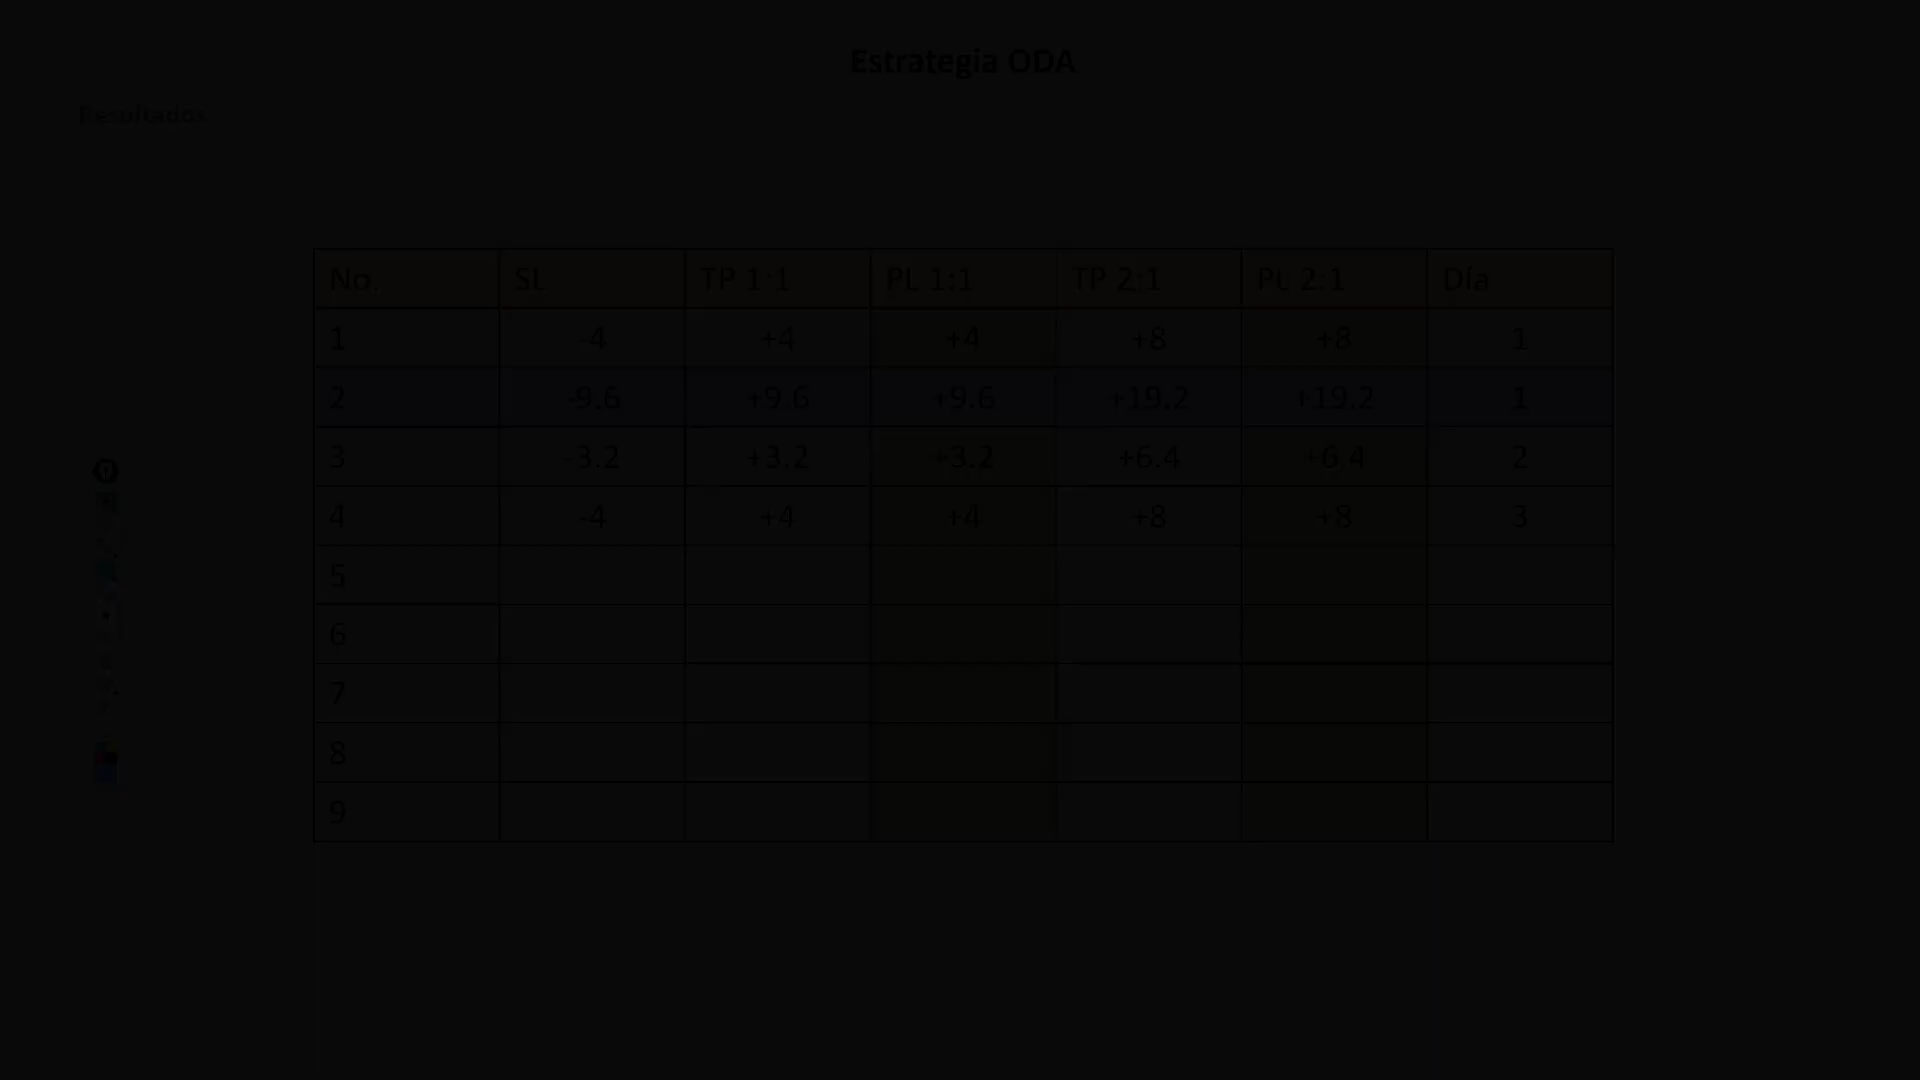 Estrategia ODA
Resultados
No. SL TP 1:1 PL 1:1 TP 2:1 PL 2:1 Día
1 -4 +4 +4 +8 +8 1
2 -9.6 +9.6 +9.6 +19.2 +19.2 1
3 -3.2 +3.2 +3.2 +6.4 +6.4 2
4 -4 +4 +4 +8 +8 3
5
6
7
8
9